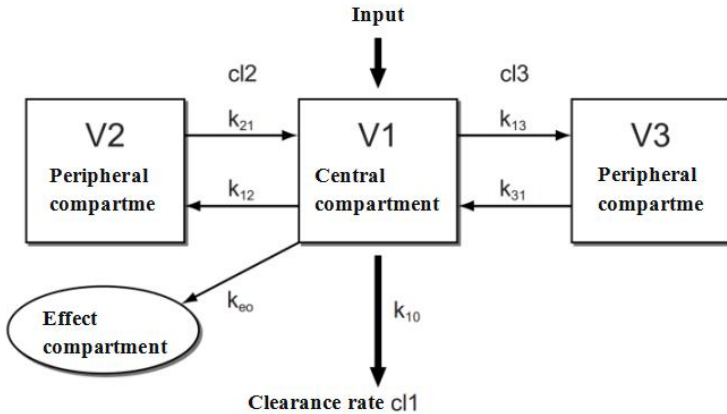 Input
cl2
cl3
V2
k21
V1
k13
V3
Peripheral
compartme
k12
Central
compartment
k31
Peripheral
compartme
Effect
compartment
keo
k10
Clearance rate cl1